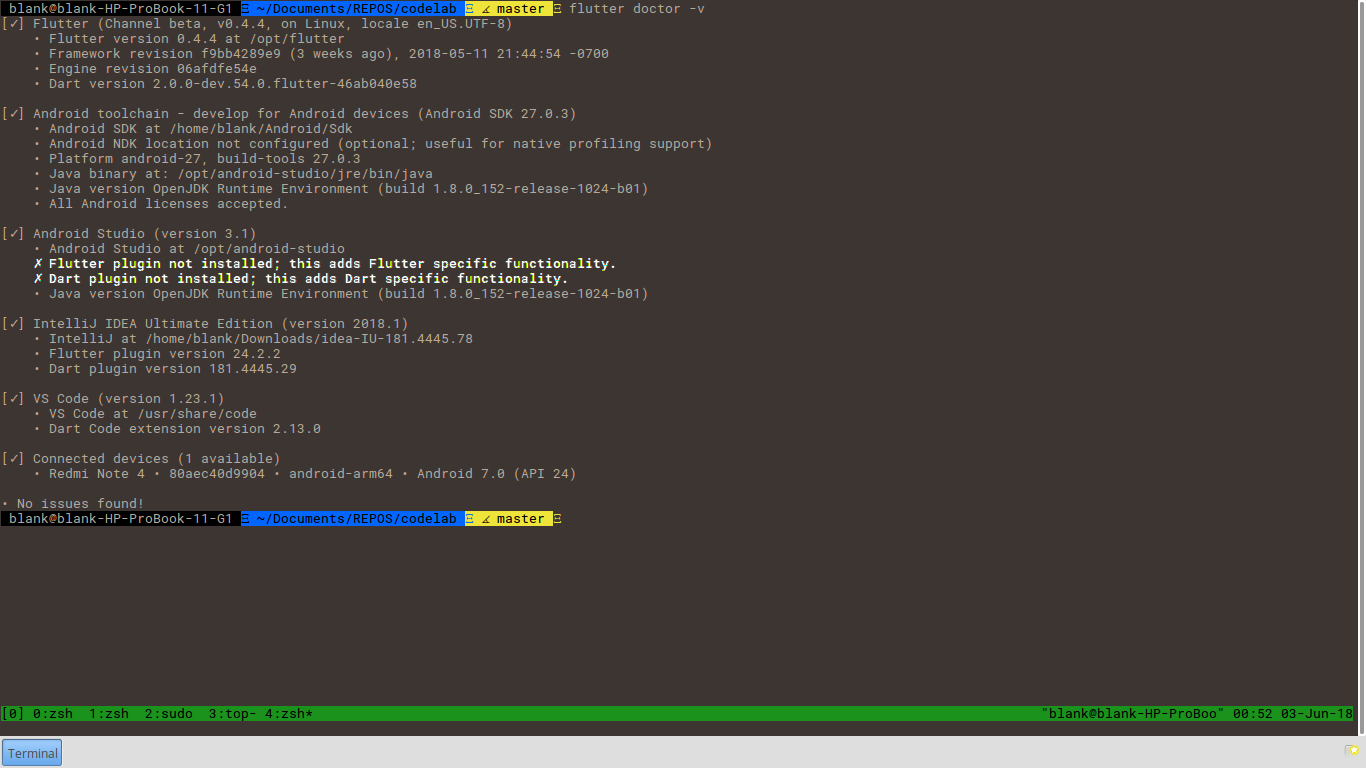 blank@blank-HP-ProBook-11-G1 Ξ ~/Documents/REPOS/codelab Ξ ∡ master Ξ flutter doctor -v
[✓] Flutter (Channel beta, v0.4.4, on Linux, locale en_US.UTF-8)
• Flutter version 0.4.4 at /opt/flutter
• Framework revision f9bb4289e9 (3 weeks ago), 2018-05-11 21:44:54 -0700
• Engine revision 06afdfe54e
• Dart version 2.0.0-dev.54.0.flutter-46ab040e58
[✓] Android toolchain - develop for Android devices (Android SDK 27.0.3)
• Android SDK at /home/blank/Android/Sdk
• Android NDK location not configured (optional; useful for native profiling support)
• Platform android-27, build-tools 27.0.3
• Java binary at: /opt/android-studio/jre/bin/java
• Java version OpenJDK Runtime Environment (build 1.8.0_152-release-1024-b01)
• All Android licenses accepted.
[✓] Android Studio (version 3.1)
• Android Studio at /opt/android-studio
✗ Flutter plugin not installed; this adds Flutter specific functionality.
✗ Dart plugin not installed; this adds Dart specific functionality.
• Java version OpenJDK Runtime Environment (build 1.8.0_152-release-1024-b01)
[✓] IntelliJ IDEA Ultimate Edition (version 2018.1)
• IntelliJ at /home/blank/Downloads/idea-IU-181.4445.78
• Flutter plugin version 24.2.2
• Dart plugin version 181.4445.29
[✓] VS Code (version 1.23.1)
• VS Code at /usr/share/code
• Dart Code extension version 2.13.0
[✓] Connected devices (1 available)
• Redmi Note 4 • 80aec40d9904 • android-arm64 • Android 7.0 (API 24)
• No issues found!
blank@blank-HP-ProBook-11-G1 Ξ ~/Documents/REPOS/codelab Ξ ∡ master Ξ
[0] 0:zsh  1:zsh  2:sudo  3:top- 4:zsh* "blank@blank-HP-ProBoo" 00:52 03-Jun-18
Terminal